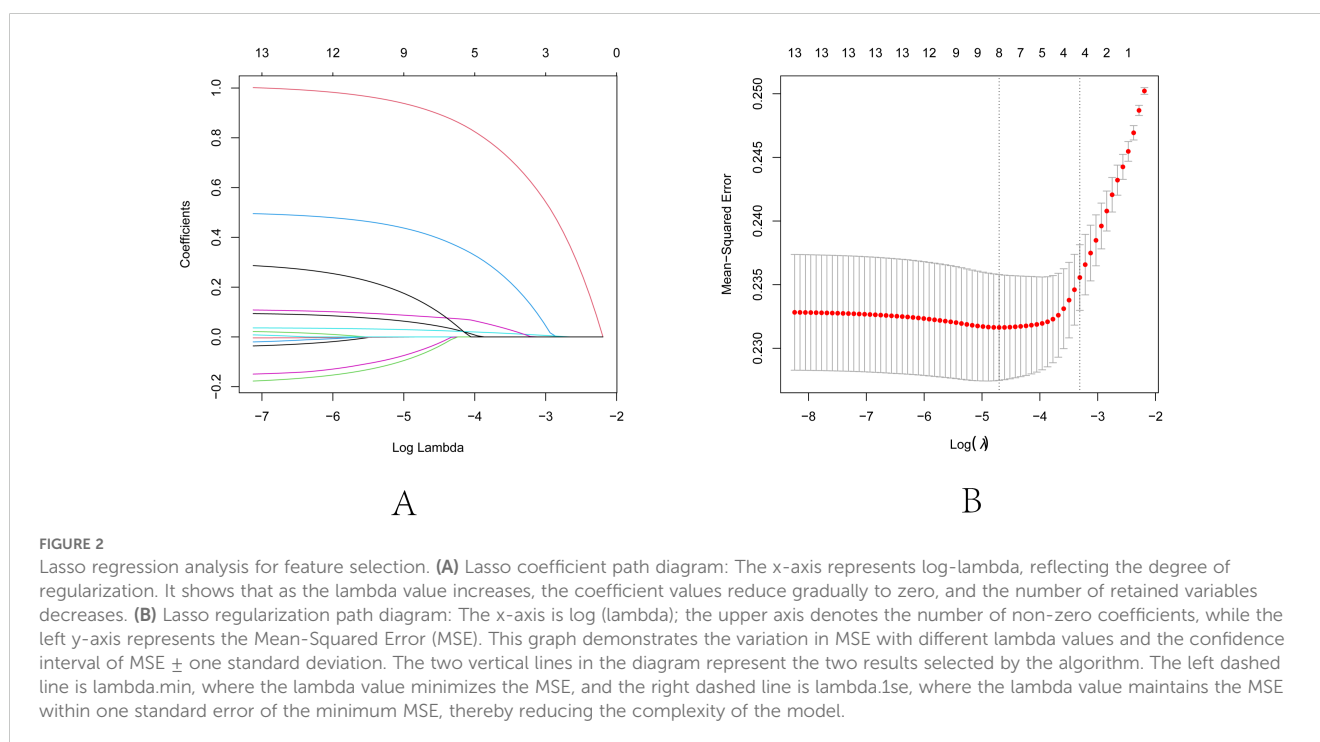 13 12 9 5 3 0
1.0
0.8
0.6
0.4
0.2
0.0
−0.2
Coefficients
−7 −6 −5 −4 −3 −2
Log Lambda
A
13 13 13 13 13 12 9 9 8 7 5 4 4 2 1
0.250
0.245
0.240
0.235
0.230
Mean−Squared Error
−8 −7 −6 −5 −4 −3 −2
Log(λ)
B
FIGURE 2
Lasso regression analysis for feature selection. (A) Lasso coefficient path diagram: The x-axis represents log-lambda, reflecting the degree of
regularization. It shows that as the lambda value increases, the coefficient values reduce gradually to zero, and the number of retained variables
decreases. (B) Lasso regularization path diagram: The x-axis is log (lambda); the upper axis denotes the number of non-zero coefficients, while the
left y-axis represents the Mean-Squared Error (MSE). This graph demonstrates the variation in MSE with different lambda values and the confidence
interval of MSE ± one standard deviation. The two vertical lines in the diagram represent the two results selected by the algorithm. The left dashed
line is lambda.min, where the lambda value minimizes the MSE, and the right dashed line is lambda.1se, where the lambda value maintains the MSE
within one standard error of the minimum MSE, thereby reducing the complexity of the model.